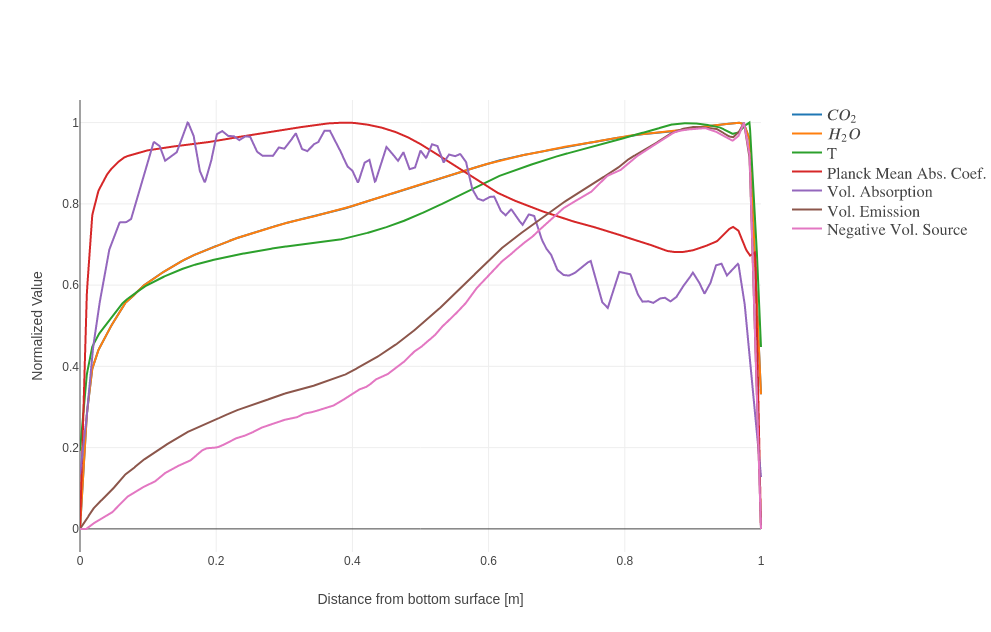 1
0.8
0.6
0.4
0.2
0
0
0.2
0.4
0.6
0.8
1
Normalized Value
Distance from bottom surface [m]
CO₂
H₂O
T
Planck Mean Abs. Coef.
Vol. Absorption
Vol. Emission
Negative Vol. Source